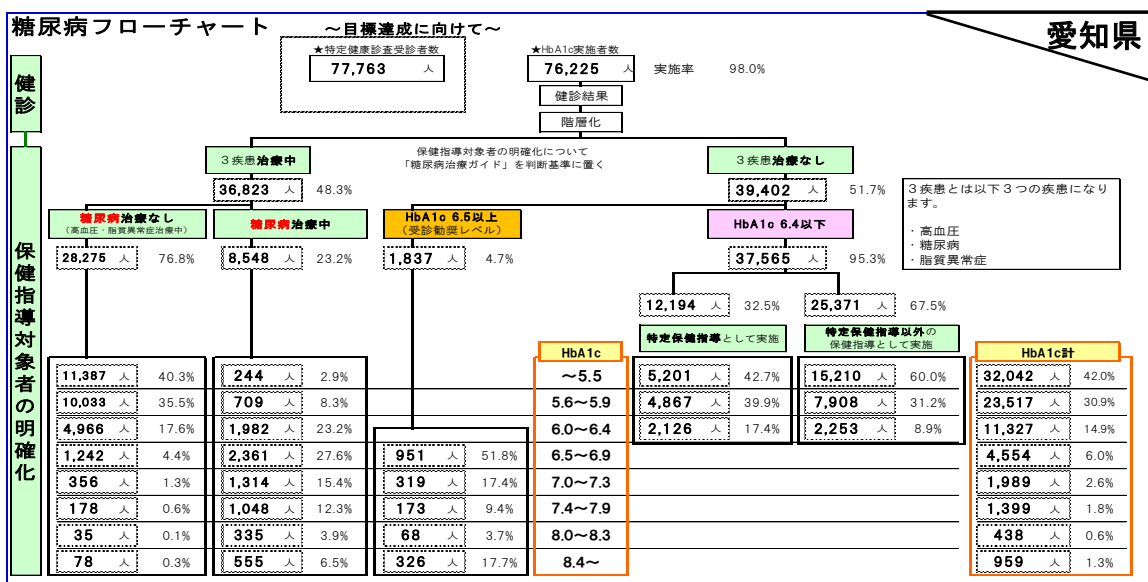 糖尿病フローチャート ～目標達成に向けて～
愛知県
★特定健康診査受診者数 ★HbA1c実施者数
77,763 人 76,225 人 実施率 98.0%
健診
健診結果
階層化
保健指導対象者の明確化について
「糖尿病治療ガイド」を判断基準に置く
3疾患治療中 3疾患治療なし
36,823 人 48.3% 39,402 人 51.7%
3疾患とは以下3つの疾患になり
ます。
・高血圧
・糖尿病
・脂質異常症
保健指導対象者の明確化
糖尿病治療なし
（高血圧・脂質異常症治療中）
糖尿病治療中
HbA1c 6.5以上
（受診勧奨レベル）
HbA1c 6.4以下
28,275 人 76.8% 8,548 人 23.2% 1,837 人 4.7% 37,565 人 95.3%
12,194 人 32.5% 25,371 人 67.5%
特定保健指導として実施
特定保健指導以外の
保健指導として実施
HbA1c HbA1c計
11,387 人 40.3% 244 人 2.9% ～5.5 5,201 人 42.7% 15,210 人 60.0% 32,042 人 42.0%
10,033 人 35.5% 709 人 8.3% 5.6～5.9 4,867 人 39.9% 7,908 人 31.2% 23,517 人 30.9%
4,966 人 17.6% 1,982 人 23.2% 6.0～6.4 2,126 人 17.4% 2,253 人 8.9% 11,327 人 14.9%
1,242 人 4.4% 2,361 人 27.6% 951 人 51.8% 6.5～6.9 4,554 人 6.0%
356 人 1.3% 1,314 人 15.4% 319 人 17.4% 7.0～7.3 1,989 人 2.6%
178 人 0.6% 1,048 人 12.3% 173 人 9.4% 7.4～7.9 1,399 人 1.8%
35 人 0.1% 335 人 3.9% 68 人 3.7% 8.0～8.3 438 人 0.6%
78 人 0.3% 555 人 6.5% 326 人 17.7% 8.4～ 959 人 1.3%